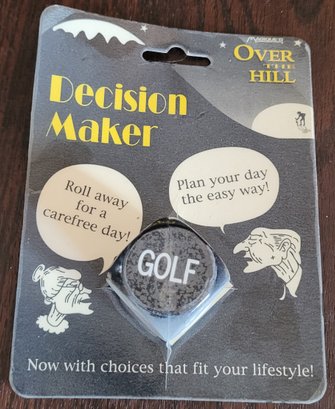 OVER
THE
HILL
Decision
Maker
Roll away
for a
carefree day!
Plan your day
the easy way!
GOLF
Now with choices that fit your lifestyle!